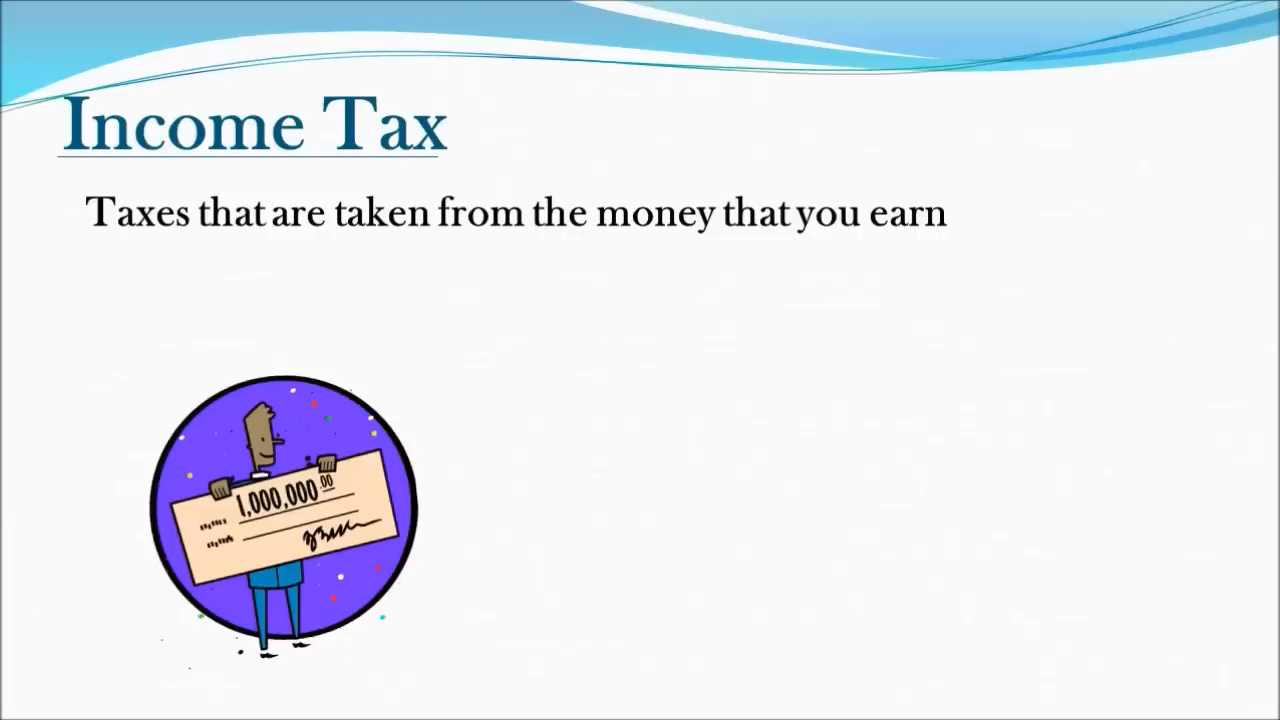 Income Tax
Taxes that are taken from the money that you earn
1,000,000.00